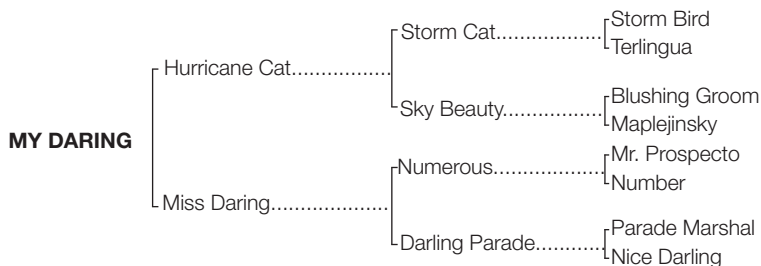 Storm Bird
Storm Cat..................
Terlingua
Hurricane Cat.................
Blushing Groom
Sky Beauty.................
Maplejinsky
MY DARING
Mr. Prospecto
Numerous...................
Number
Miss Daring....................
Parade Marshal
Darling Parade............
Nice Darling